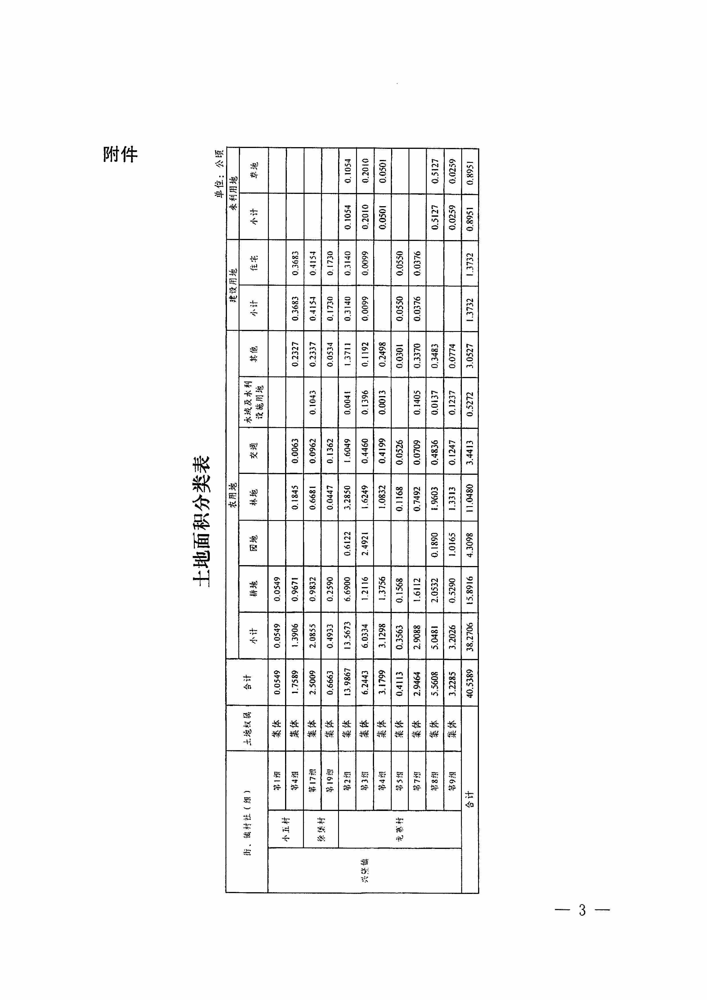 附件
土地面积分类表
单位：公顷
街、镇村社（组） 土地权属 合计 农用地 建设用地 未利用地
小计 耕地 园地 林地 交通 水域及水利设施用地 其他 小计 住宅 小计 草地
兴隆镇 小五村 第1组 集体 0.0549 0.0549 0.0549
第4组 集体 1.7589 1.3906 0.9671 0.1845 0.0063 0.2327 0.3683 0.3683
徐堡村 第17组 集体 2.5009 2.0855 0.9832 0.6681 0.0962 0.1043 0.2337 0.4154 0.4154
第19组 集体 0.6663 0.4933 0.2590 0.0447 0.1362 0.0534 0.1730 0.1730
龙寨村 第2组 集体 13.9867 13.5673 6.6900 0.6122 3.2850 1.6049 0.0041 1.3711 0.3140 0.3140 0.1054 0.1054
第3组 集体 6.2443 6.0334 1.2116 2.4921 1.6249 0.4460 0.1396 0.1192 0.0099 0.0099 0.2010 0.2010
第4组 集体 3.1799 3.1298 1.3756 1.0832 0.4199 0.0013 0.2498 0.0501 0.0501
第5组 集体 0.4113 0.3563 0.1568 0.1168 0.0526 0.0301 0.0550 0.0550
第7组 集体 2.9464 2.9088 1.6112 0.7492 0.0709 0.1405 0.3370 0.0376 0.0376
第8组 集体 5.5608 5.0481 2.0532 0.1890 1.9603 0.4836 0.0137 0.3483 0.5127 0.5127
第9组 集体 3.2285 3.2026 0.5290 1.0165 1.3313 0.1247 0.1237 0.0774 0.0259 0.0259
合计 40.5389 38.2706 15.8916 4.3098 11.0480 3.4413 0.5272 3.0527 1.3732 1.3732 0.8951 0.8951
— 3 —